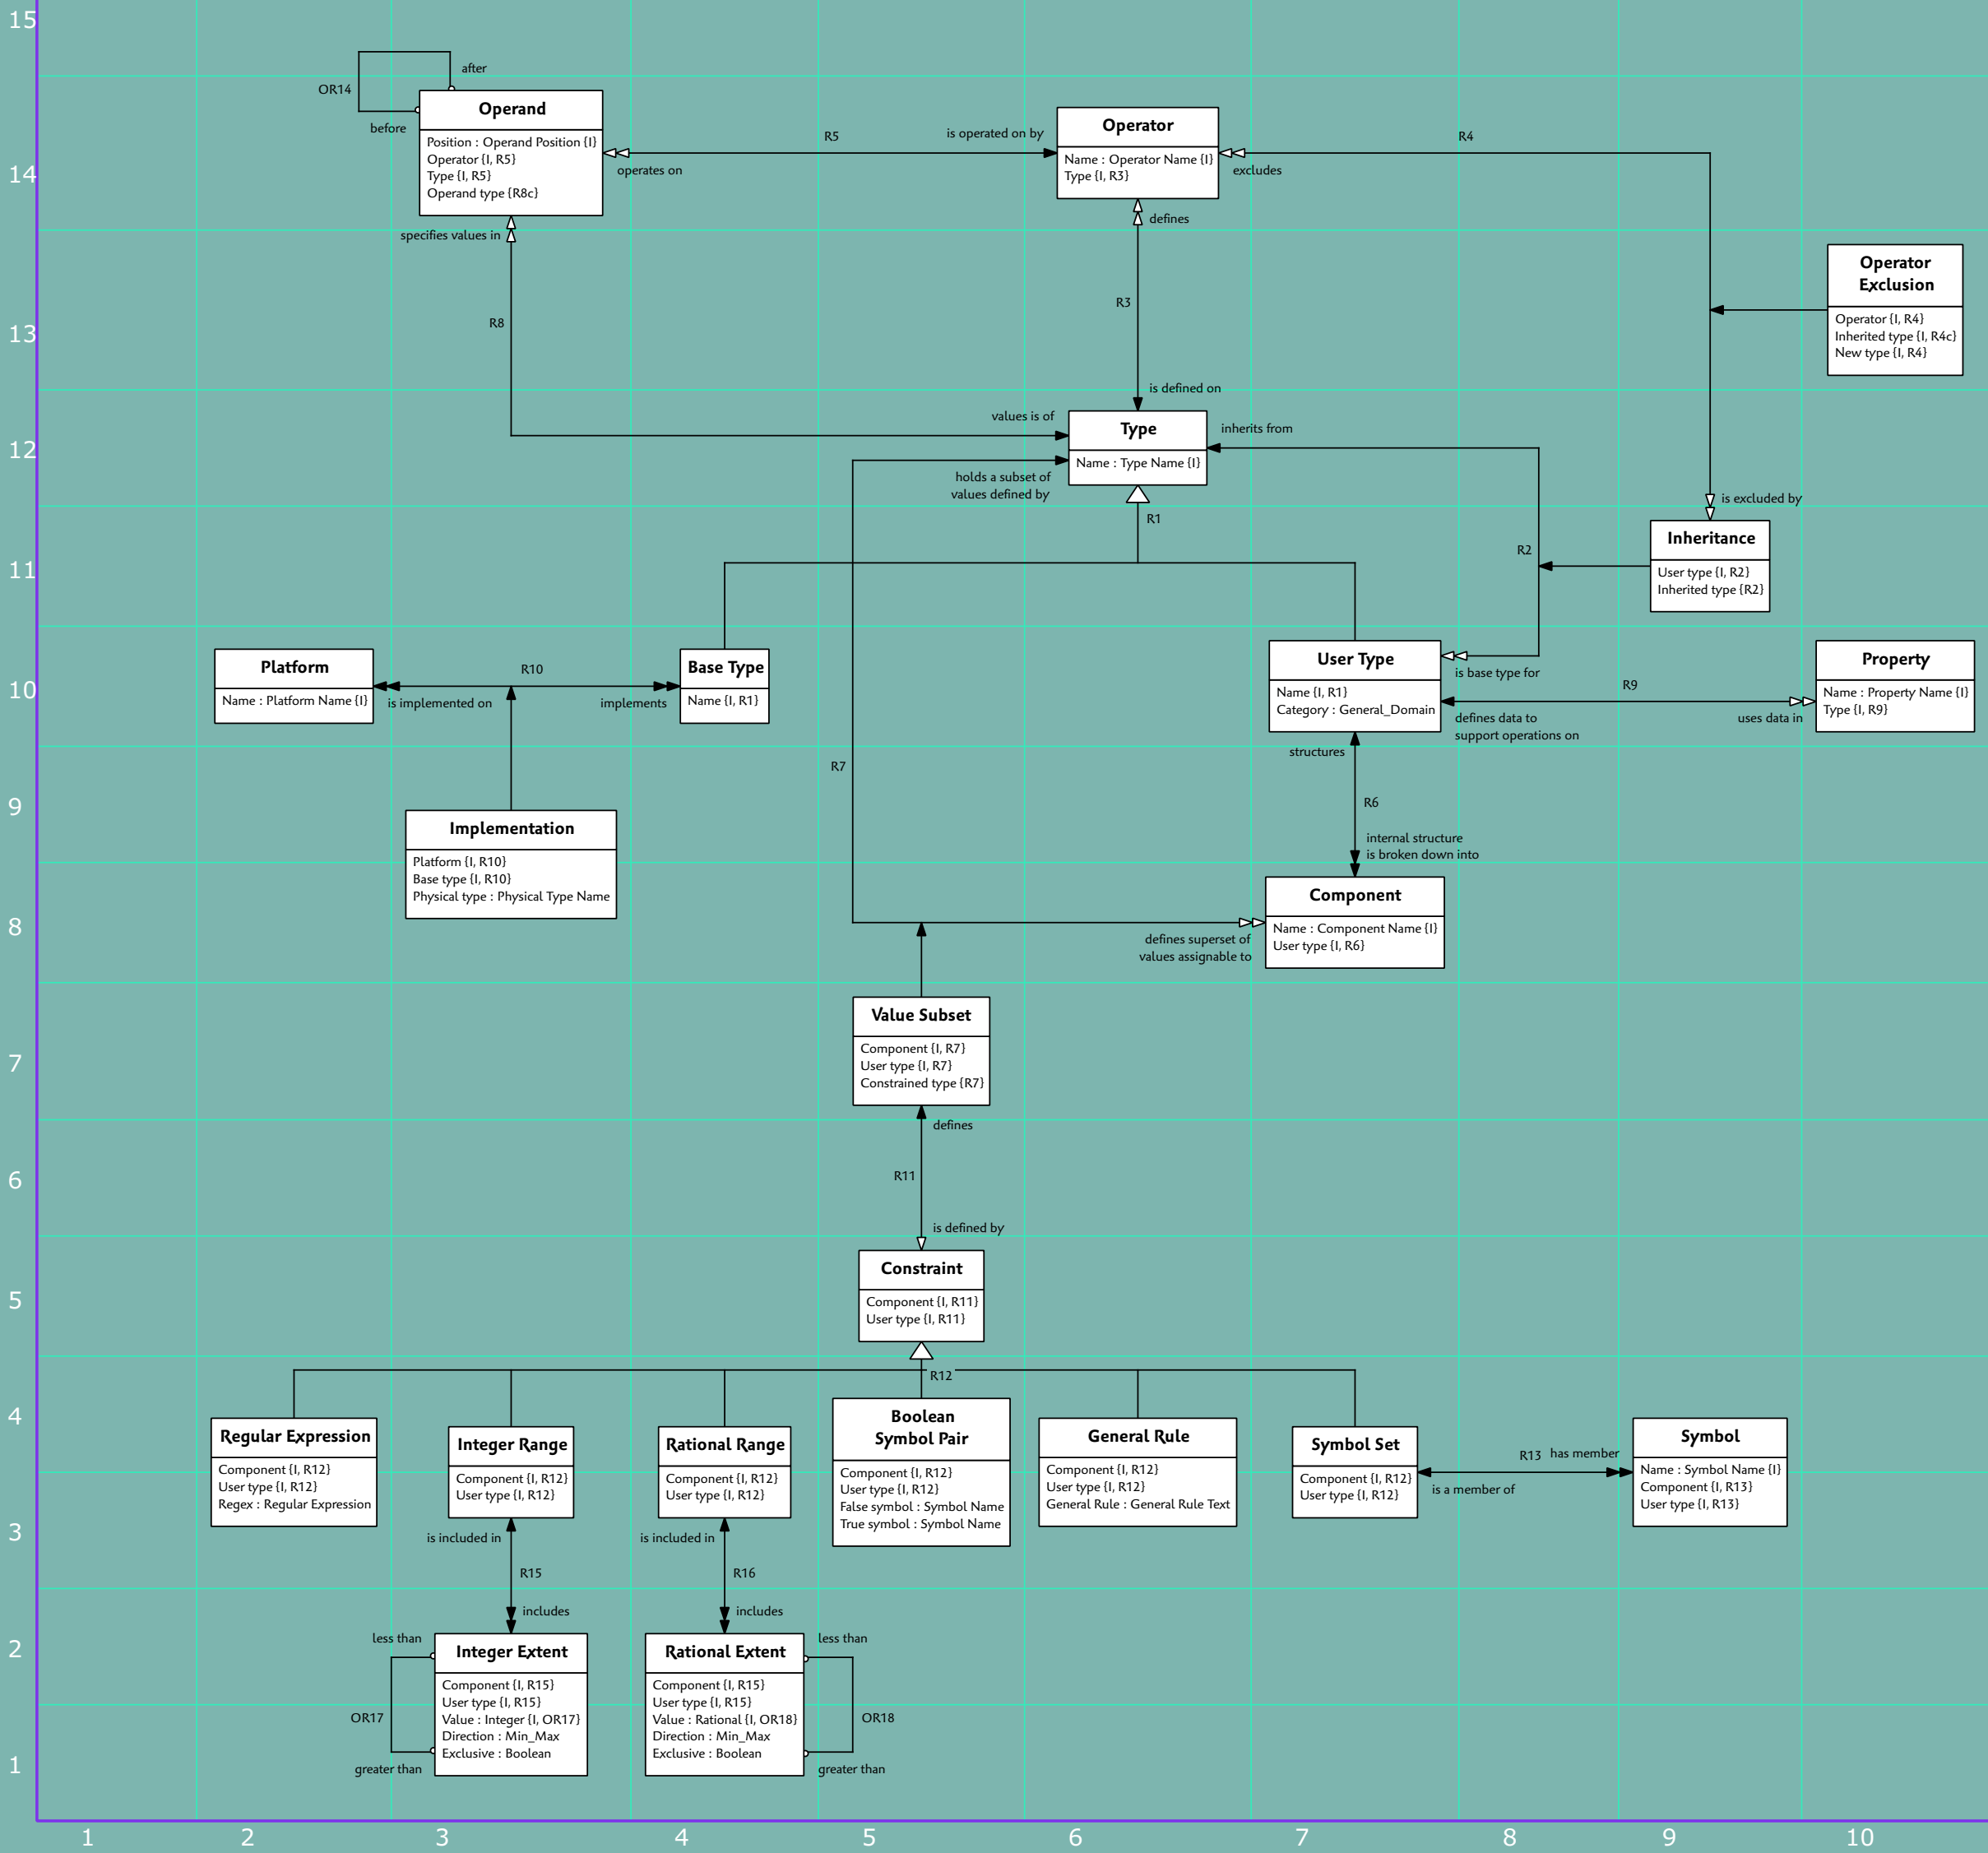 15
after
OR14
before
Operand
Position : Operand Position {I}
Operator {I, R5}
Type {I, R5}
Operand type {R8c}
R5
is operated on by
operates on
Operator
Name : Operator Name {I}
Type {I, R3}
R4
excludes
14
specifies values in
defines
Operator
Exclusion
Operator {I, R4}
Inherited type {I, R4c}
New type {I, R4}
R3
R8
13
is defined on
values is of
Type
Name : Type Name {I}
inherits from
12
holds a subset of
values defined by
is excluded by
R1
Inheritance
User type {I, R2}
Inherited type {R2}
R2
11
Platform
Name : Platform Name {I}
R10
is implemented on
implements
Base Type
Name {I, R1}
User Type
Name {I, R1}
Category : General_Domain
is base type for
R9
Property
Name : Property Name {I}
Type {I, R9}
10
defines data to
support operations on
uses data in
structures
R7
R6
9
Implementation
Platform {I, R10}
Base type {I, R10}
Physical type : Physical Type Name
internal structure
is broken down into
Component
Name : Component Name {I}
User type {I, R6}
8
defines superset of
values assignable to
Value Subset
Component {I, R7}
User type {I, R7}
Constrained type {R7}
7
defines
R11
6
is defined by
Constraint
Component {I, R11}
User type {I, R11}
5
R12
4
Regular Expression
Component {I, R12}
User type {I, R12}
Regex : Regular Expression
Integer Range
Component {I, R12}
User type {I, R12}
Rational Range
Component {I, R12}
User type {I, R12}
Boolean
Symbol Pair
Component {I, R12}
User type {I, R12}
False symbol : Symbol Name
True symbol : Symbol Name
General Rule
Component {I, R12}
User type {I, R12}
General Rule : General Rule Text
Symbol Set
Component {I, R12}
User type {I, R12}
R13
has member
is a member of
Symbol
Name : Symbol Name {I}
Component {I, R13}
User type {I, R13}
3
is included in
is included in
R15
R16
includes
includes
2
less than
Integer Extent
Component {I, R15}
User type {I, R15}
Value : Integer {I, OR17}
Direction : Min_Max
Exclusive : Boolean
OR17
greater than
Rational Extent
Component {I, R15}
User type {I, R15}
Value : Rational {I, OR18}
Direction : Min_Max
Exclusive : Boolean
less than
OR18
greater than
1
1
2
3
4
5
6
7
8
9
10